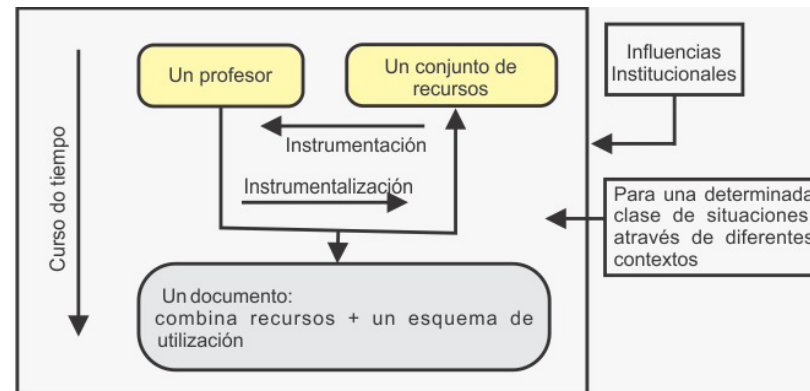 Un profesor
Un conjunto de
recursos
Influencias
Institucionales
Curso do tiempo
Instrumentación
Instrumentalización
Para una determinada
clase de situaciones
através de diferentes
contextos
Un documento:
combina recursos + un esquema de
utilización